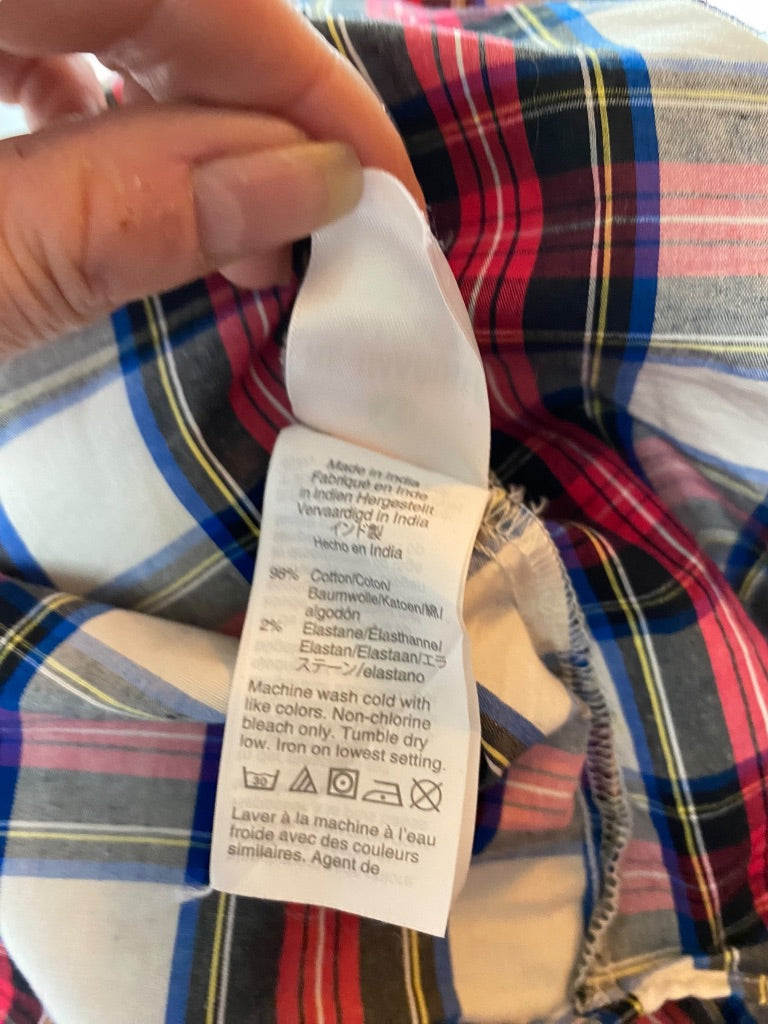 Made in India
Fabriqué en Inde
in Indien Hergestellt
Vervaardigd in India
インド製
Hecho en India
98% Cotton/Coton/
Baumwolle/Katoen/綿/
algodón
2% Elastane/Élasthanne/
Elastan/Elastaan/エラ
ステーン/elastano
Machine wash cold with
like colors. Non-chlorine
bleach only. Tumble dry
low. Iron on lowest setting.
30
Laver à la machine à l'eau
froide avec des couleurs
similaires. Agent de